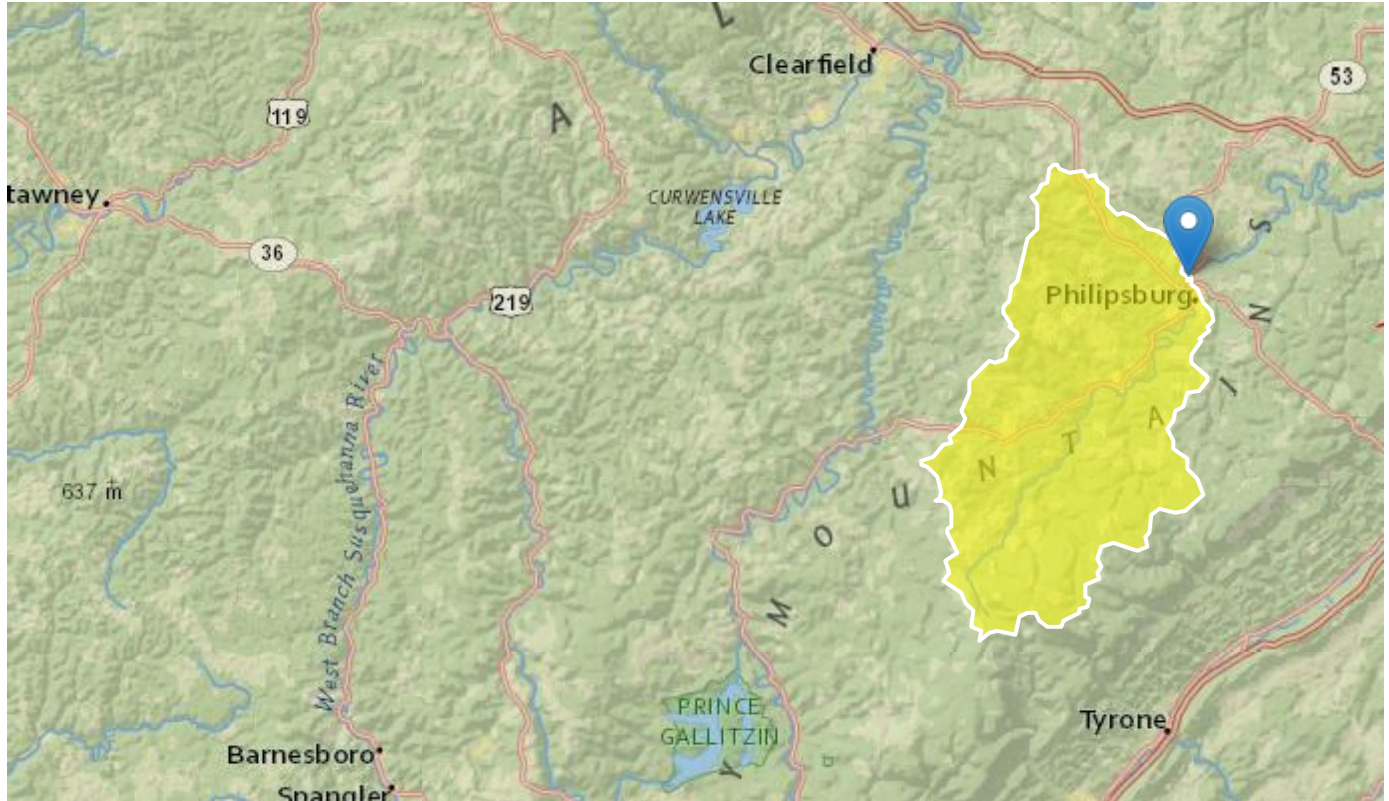 Clearfield
53
119
A
tawney
CURWENSVILLE
LAKE
36
219
Philipsburg
S
N
I
A
T
N
U
O
M
West Branch Susquehanna River
637 m
PRINCE
GALLITZIN
Y
Tyrone
Barnesboro
Spangler